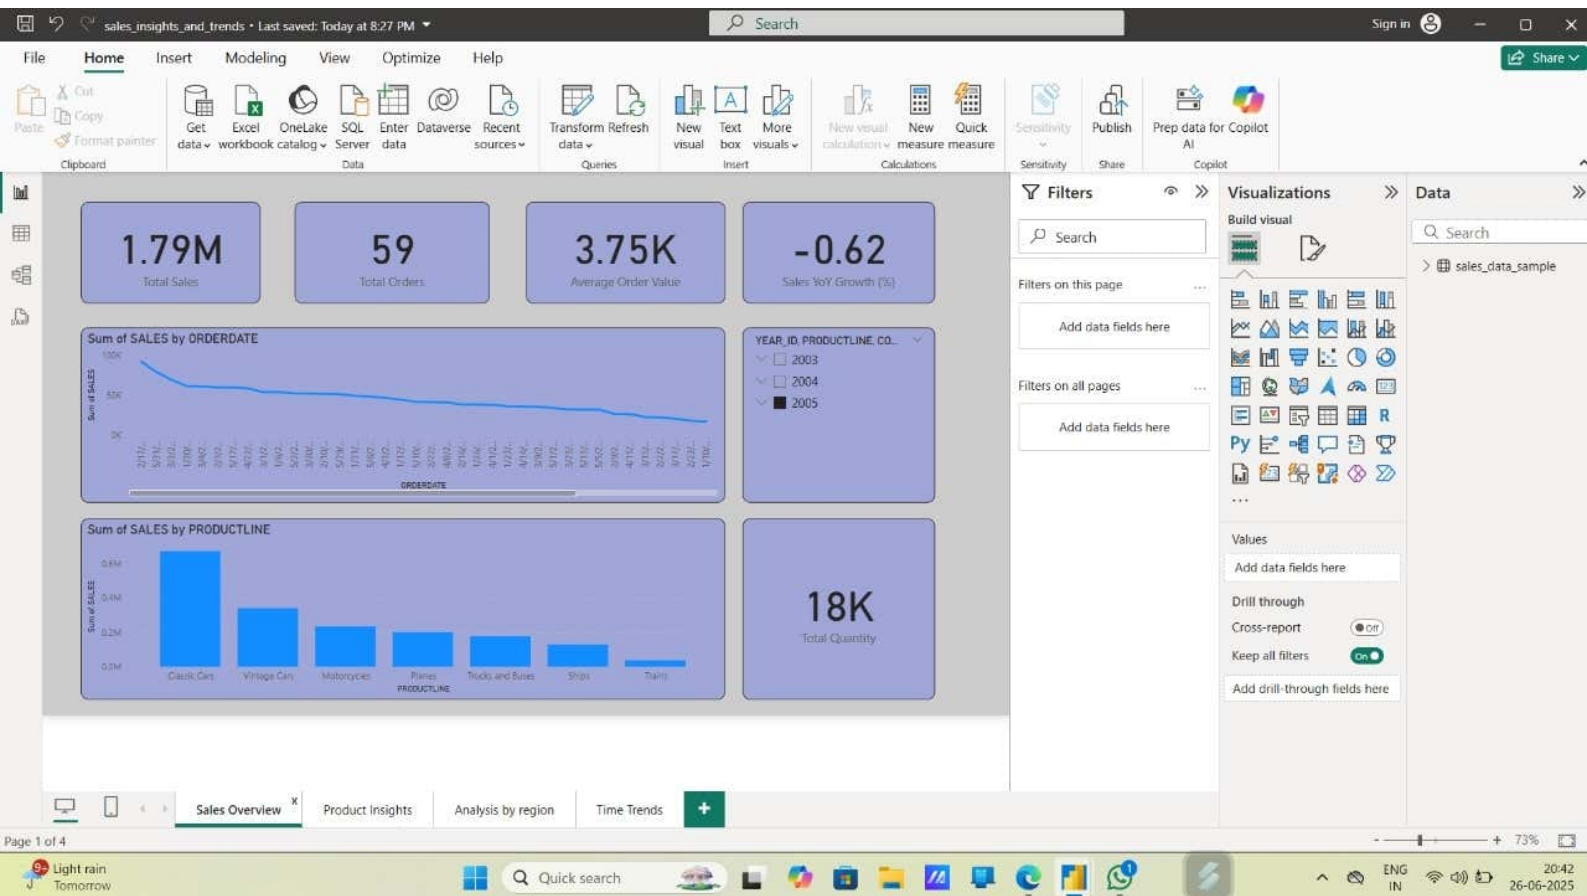 sales_insights_and_trends • Last saved: Today at 8:27 PM
Search
Sign in
File Home Insert Modeling View Optimize Help
Share
Paste
Cut
Copy
Format painter
Clipboard
Get data
Excel workbook
OneLake catalog
SQL Server
Enter data
Dataverse
Recent sources
Data
Transform data
Refresh
Queries
New visual
Text box
More visuals
Insert
New visual calculation
New measure
Quick measure
Calculations
Sensitivity
Sensitivity
Publish
Share
Prep data for AI
Copilot
Copilot
1.79M
Total Sales
59
Total Orders
3.75K
Average Order Value
-0.62
Sales YoY Growth (%)
Sum of SALES by ORDERDATE
100K
50K
0K
Sum of SALES
ORDERDATE
YEAR_ID, PRODUCTLINE, CO...
2003
2004
2005
Sum of SALES by PRODUCTLINE
0.6M
0.4M
0.2M
0.0M
Sum of SALES
Classic Cars Vintage Cars Motorcycles Planes Trucks and Buses Ships Trains
PRODUCTLINE
18K
Total Quantity
Filters
Search
Filters on this page ...
Add data fields here
Filters on all pages ...
Add data fields here
Visualizations
Build visual
R
Py
...
Values
Add data fields here
Drill through
Cross-report Off
Keep all filters On
Add drill-through fields here
Data
Search
sales_data_sample
Sales Overview x
Product Insights
Analysis by region
Time Trends
+
Page 1 of 4
- + 73%
9+
Light rain
Tomorrow
Quick search
1
ENG
IN
20:42
26-06-2025